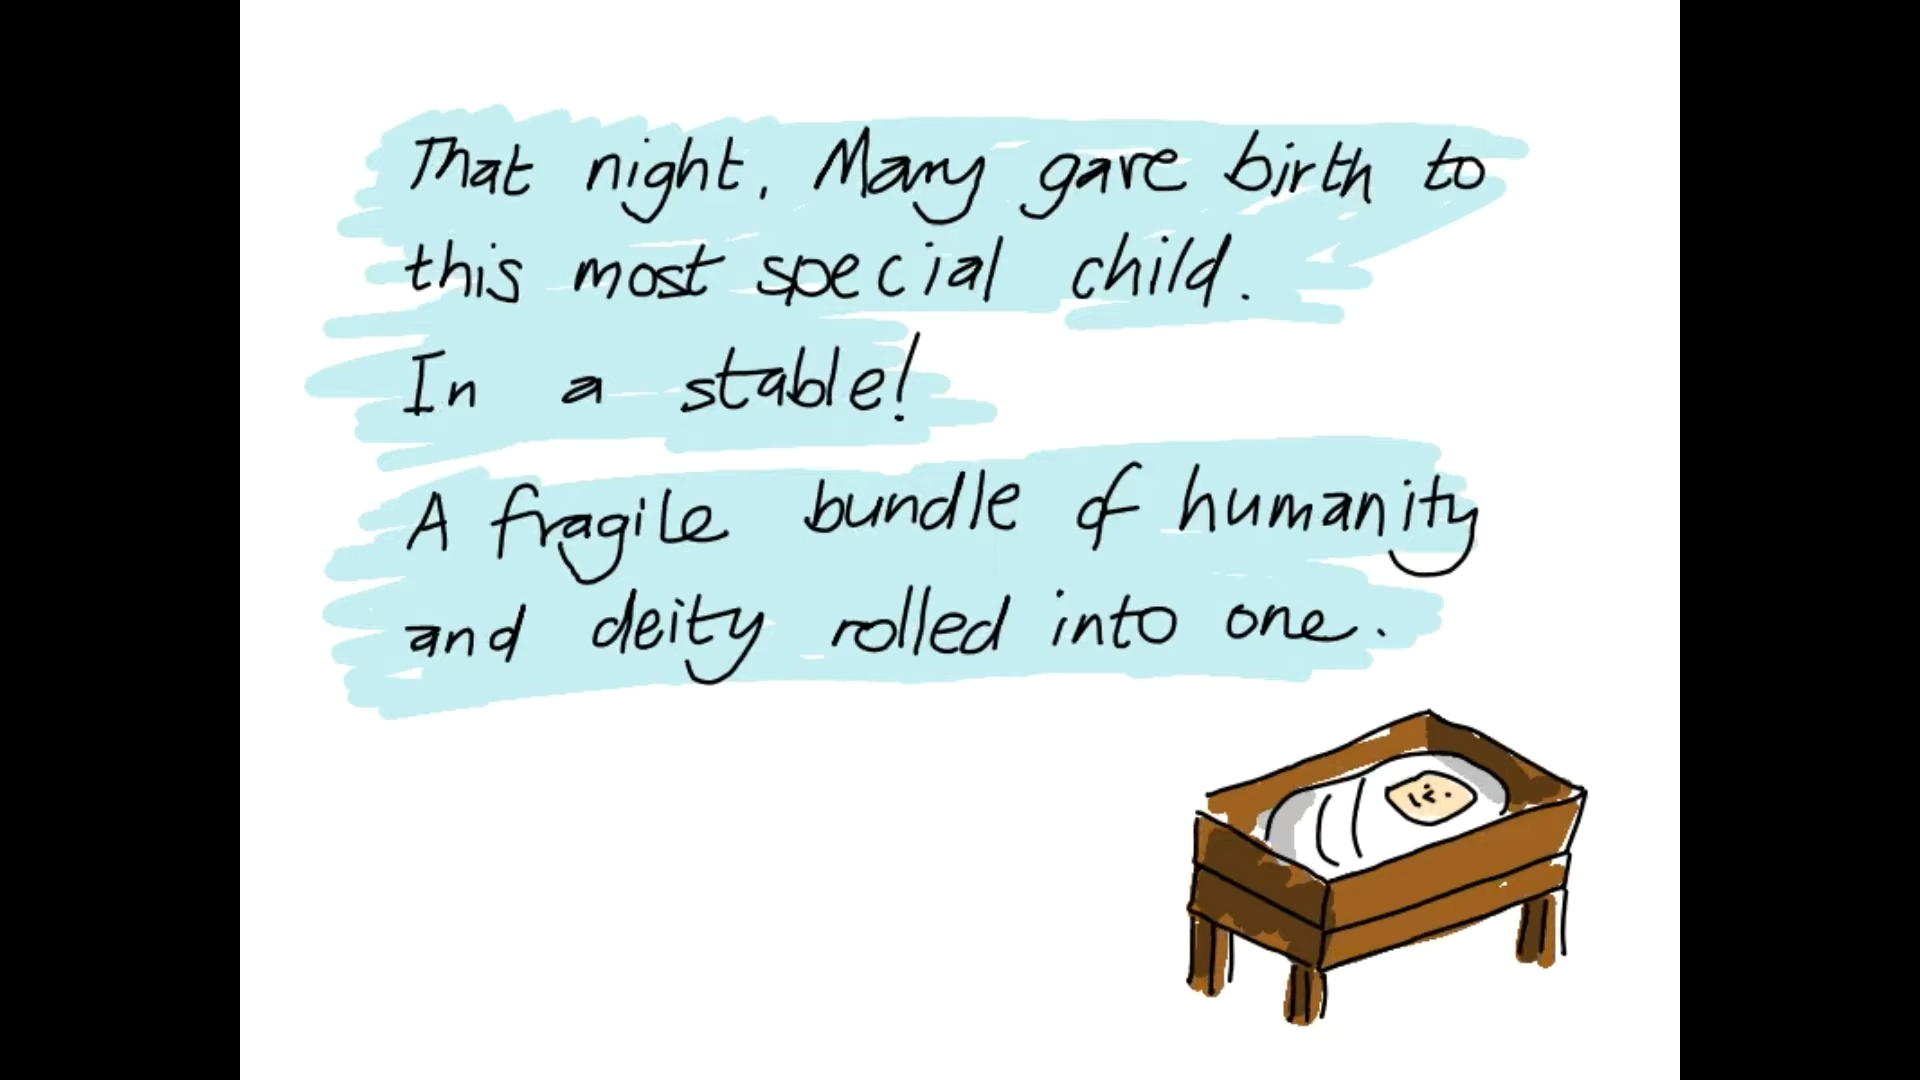 That night, Mary gave birth to
this most special child.
In a stable!
A fragile bundle of humanity
and deity rolled into one.